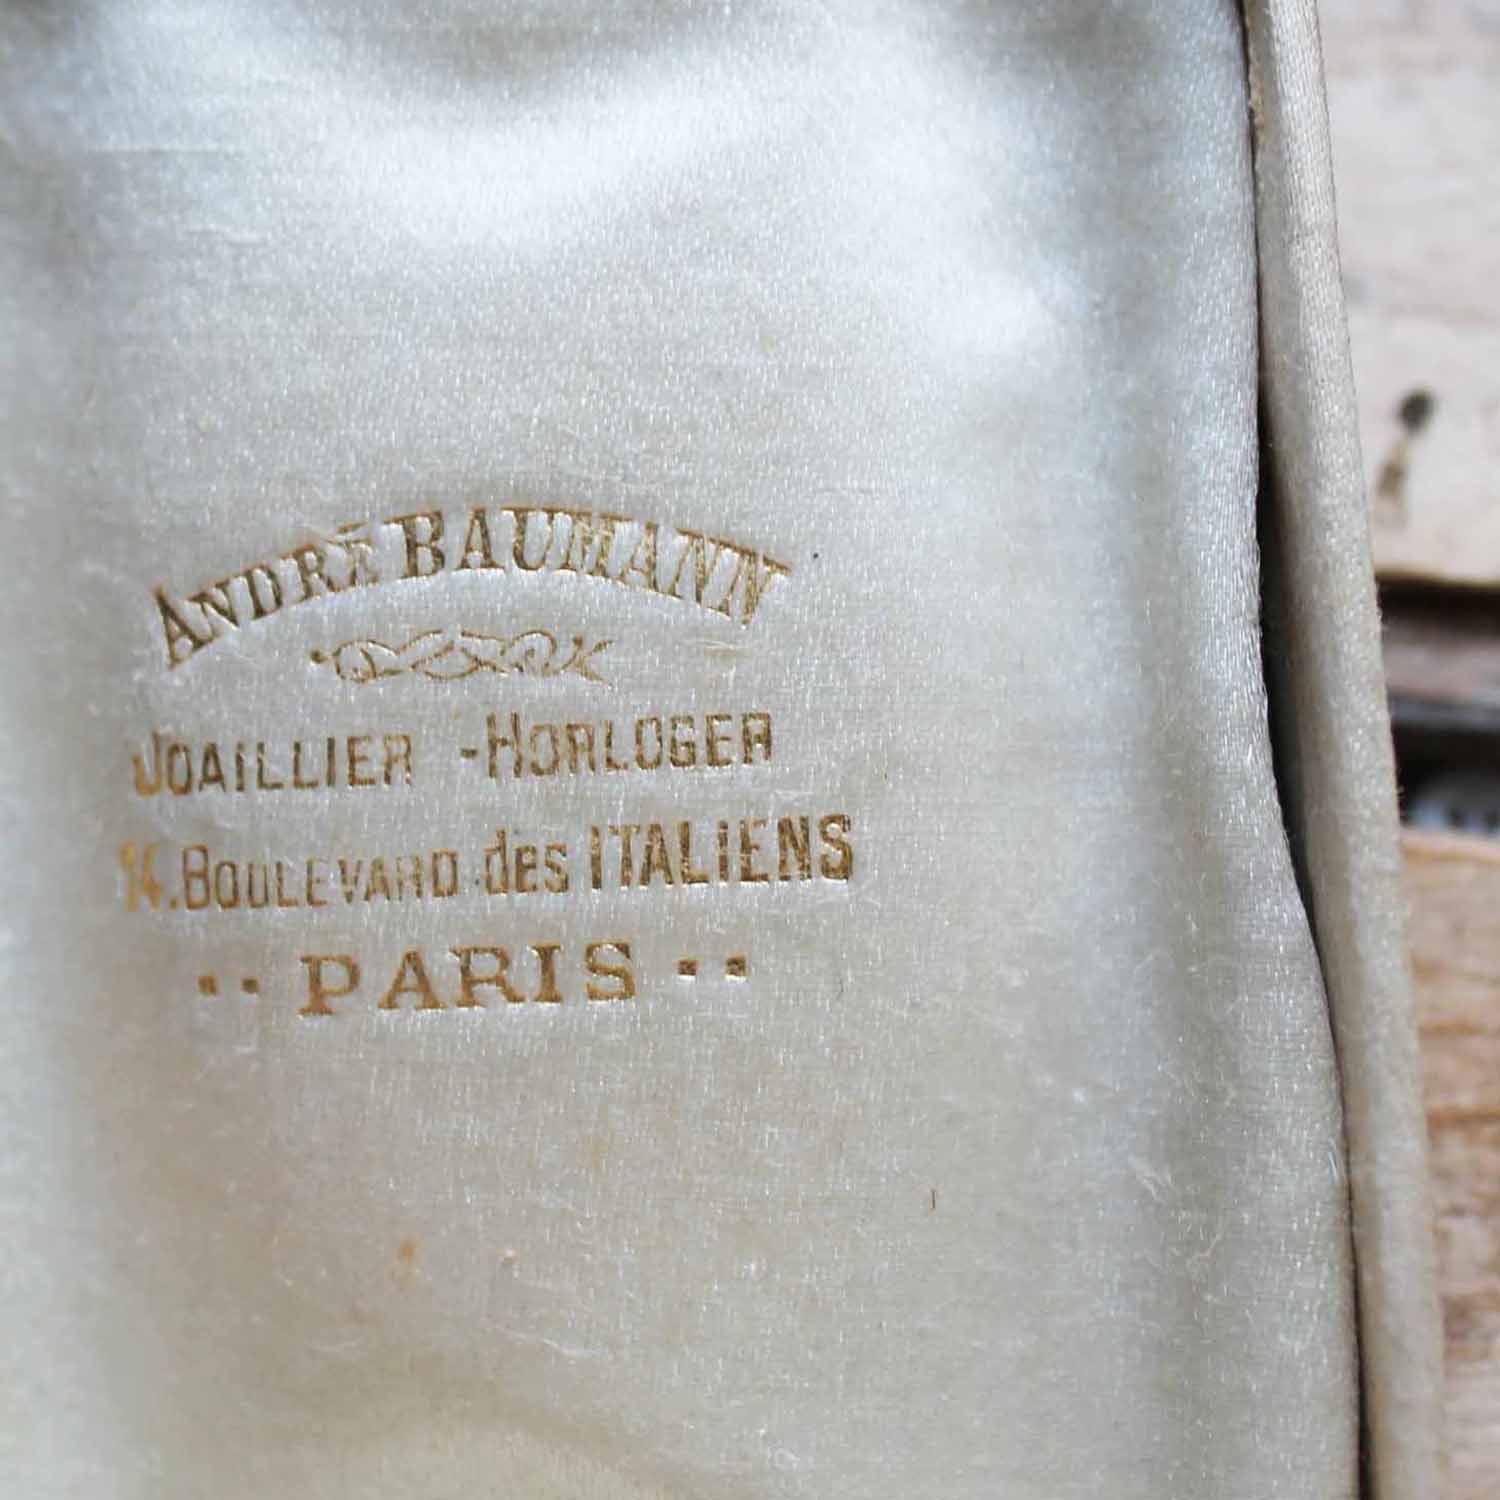 ANDRÉ BAUMANN
JOAILLIER - HORLOGER
14. BOULEVARD des ITALIENS
·· PARIS ··